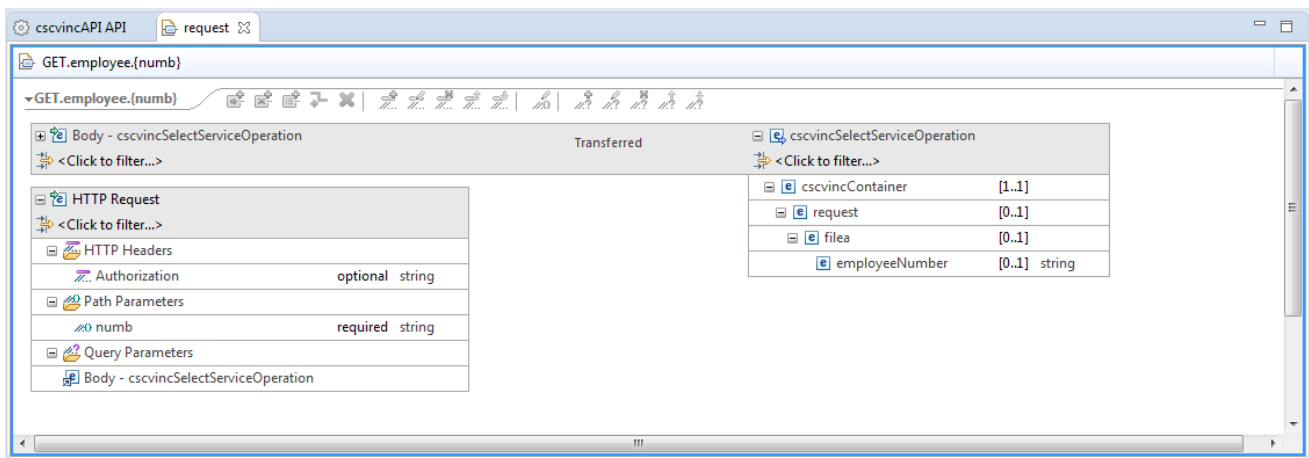 cscvincAPI API request
GET.employee.{numb}
GET.employee.{numb}
Body - cscvincSelectServiceOperation Transferred cscvincSelectServiceOperation
<Click to filter...> <Click to filter...>
HTTP Request cscvincContainer [1..1]
<Click to filter...> request [0..1]
HTTP Headers filea [0..1]
Authorization optional string employeeNumber [0..1] string
Path Parameters
numb required string
Query Parameters
Body - cscvincSelectServiceOperation